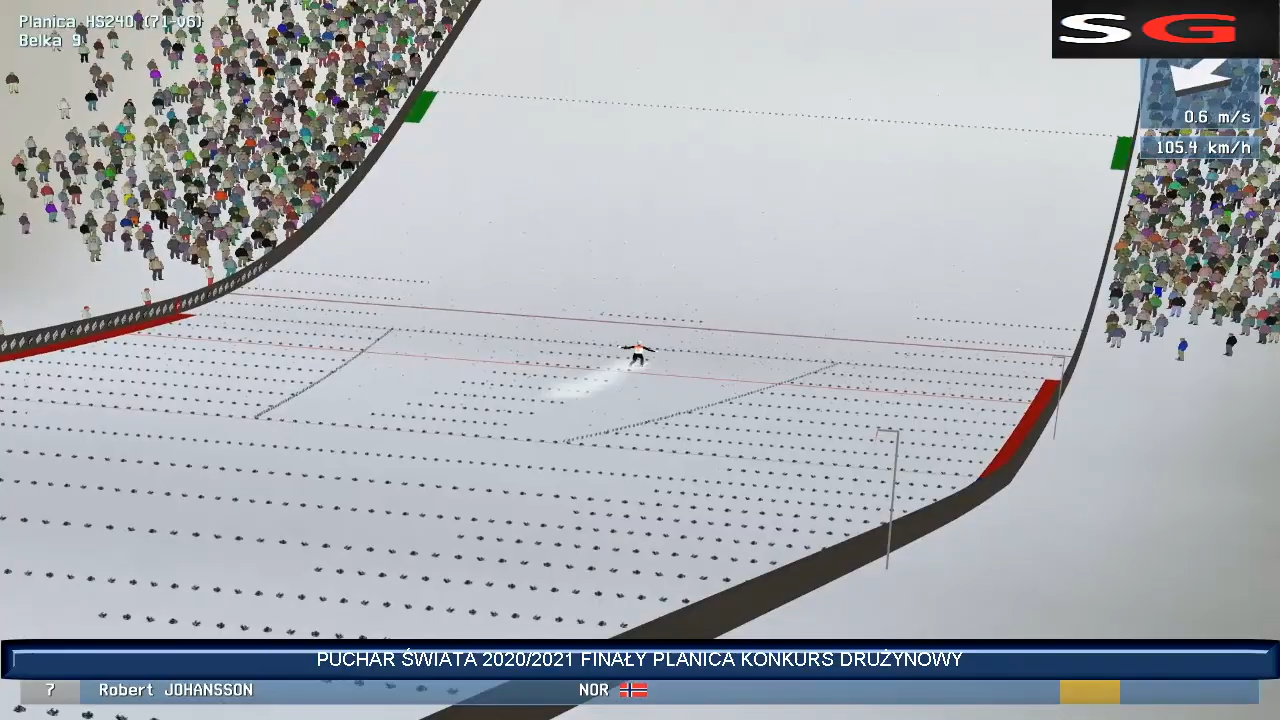 Planica HS240 (71-v6)
Belka 9
SG
0.6 m/s
105.4 km/h
PUCHAR ŚWIATA 2020/2021 FINAŁY PLANICA KONKURS DRUŻYNOWY
7 Robert JOHANSSON NOR